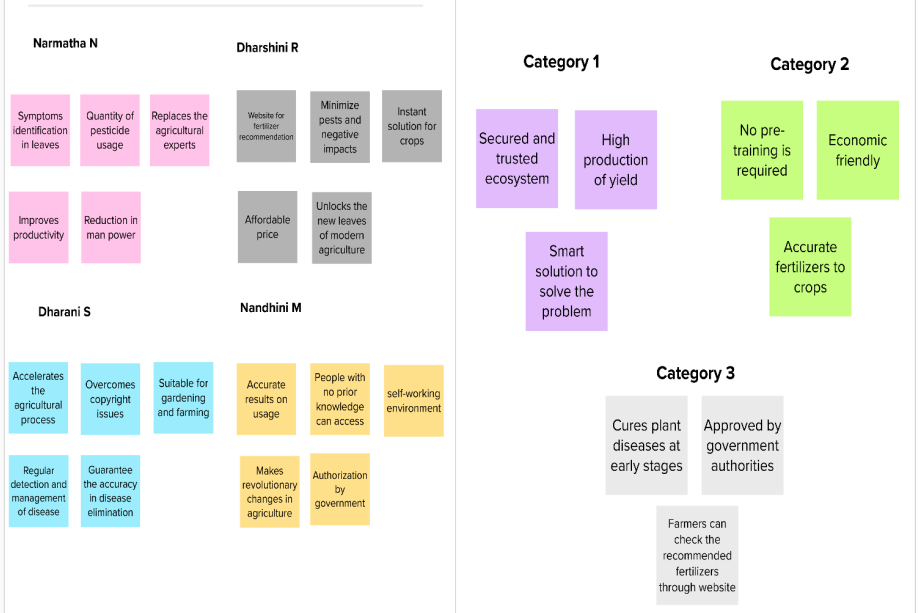 Narmatha N
Symptoms
identification
in leaves
Quantity of
pesticide
usage
Replaces the
agricultural
experts
Improves
productivity
Reduction in
man power
Dharshini R
Website for
fertilizer
recommendation
Minimize
pests and
negative
impacts
Instant
solution for
crops
Affordable
price
Unlocks the
new leaves
of modern
agriculture
Dharani S
Accelerates
the
agricultural
process
Overcomes
copyright
issues
Suitable for
gardening
and farming
Regular
detection and
management
of disease
Guarantee
the accuracy
in disease
elimination
Nandhini M
Accurate
results on
usage
People with
no prior
knowledge
can access
self-working
environment
Makes
revolutionary
changes in
agriculture
Authorization
by
government
Category 1
Secured and
trusted
ecosystem
High
production
of yield
Smart
solution to
solve the
problem
Category 2
No pre-
training is
required
Economic
friendly
Accurate
fertilizers to
crops
Category 3
Cures plant
diseases at
early stages
Approved by
government
authorities
Farmers can
check the
recommended
fertilizers
through website